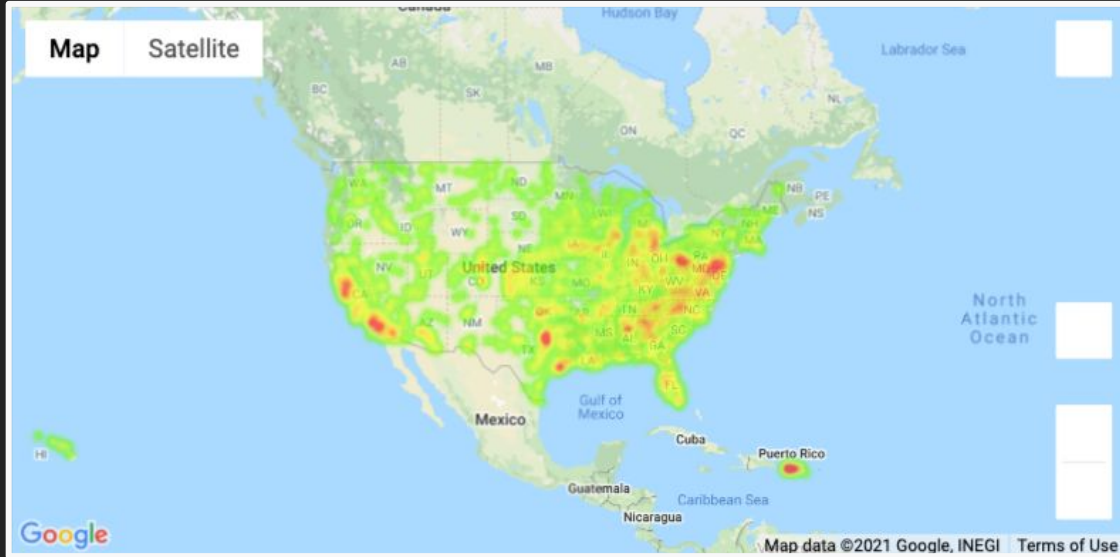 Canada
Hudson Bay
Map
Satellite
Labrador Sea
AB
MB
SK
BC
NL
ON
QC
NB
PE
NS
WA
MT
ND
MN
ME
OR
ID
SD
WI
MI
NH
NY
MA
WY
NE
IA
IL
IN
OH
PA
NV
UT
United States
CO
KS
MO
WV
MD
DE
CA
KY
VA
AZ
NM
OK
AR
TN
NC
MS
AL
SC
TX
GA
LA
FL
North
Atlantic
Ocean
Gulf of
Mexico
Mexico
Cuba
Puerto Rico
HI
Guatemala
Caribbean Sea
Nicaragua
Google
Map data ©2021 Google, INEGI
Terms of Use